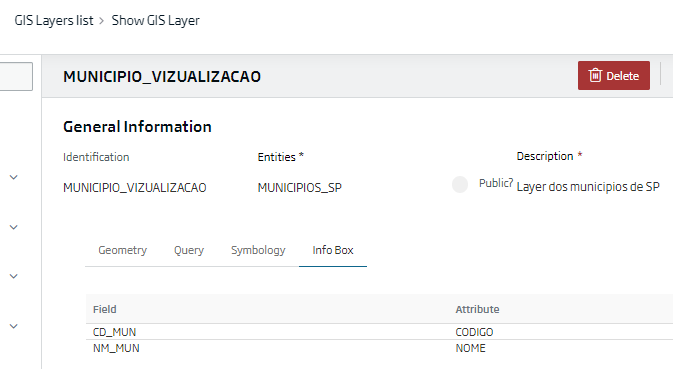 GIS Layers list > Show GIS Layer
MUNICIPIO_VIZUALIZACAO
Delete
General Information
Identification
Entities *
Description *
MUNICIPIO_VIZUALIZACAO
MUNICIPIOS_SP
Public?
Layer dos municipios de SP
Geometry
Query
Symbology
Info Box
Field
Attribute
CD_MUN
CODIGO
NM_MUN
NOME